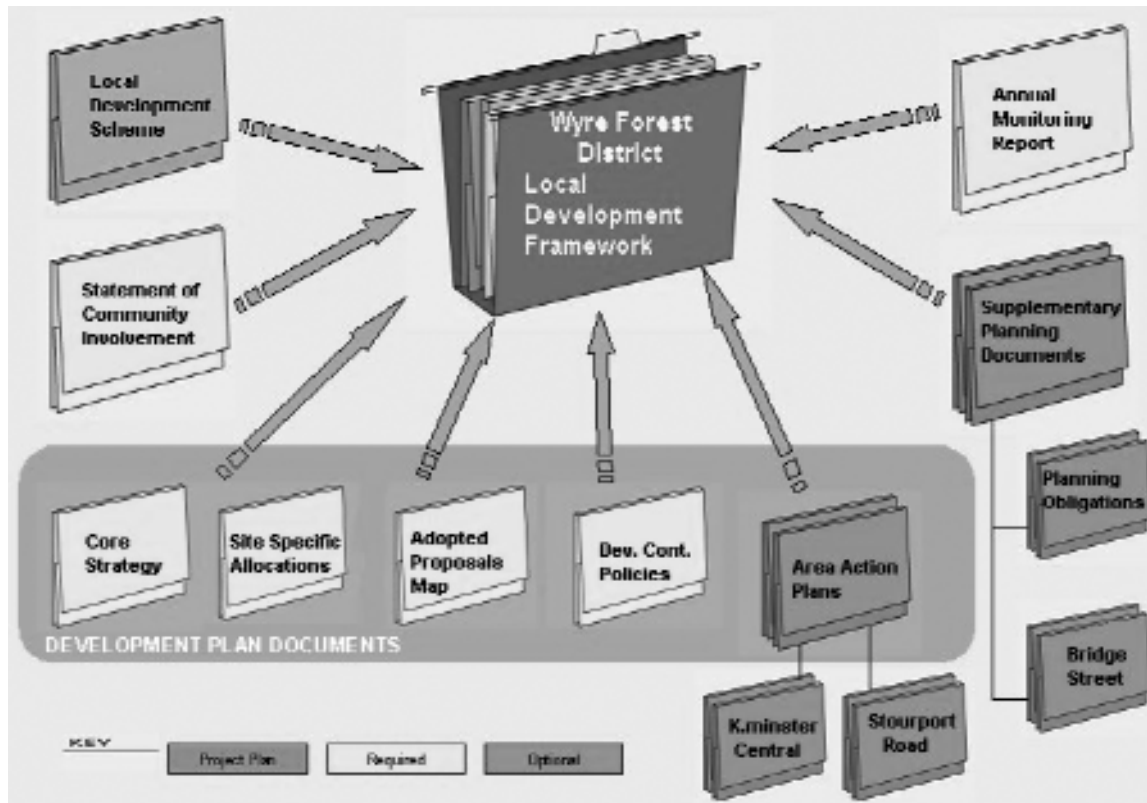 Local
Development
Scheme
Wyre Forest
District
Local
Development
Framework
Annual
Monitoring
Report
Statement of
Community
Involvement
Supplementary
Planning
Documents
Planning
Obligations
Bridge
Street
Core
Strategy
Site Specific
Allocations
Adopted
Proposals
Map
Dev. Cont.
Policies
Area Action
Plans
DEVELOPMENT PLAN DOCUMENTS
K.minster
Central
Stourport
Road
KEY
Project Plan
Required
Optional